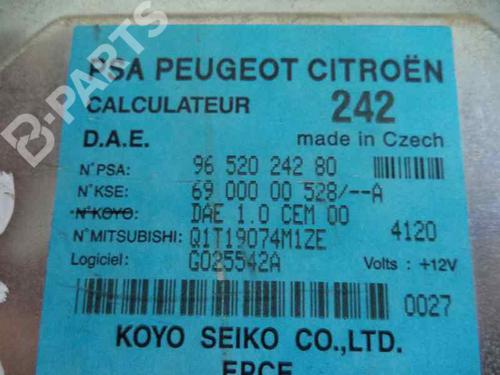 B-PARTS
PSA PEUGEOT CITROËN
CALCULATEUR 242
D.A.E. made in Czech
N°PSA: 96 520 242 80
N°KSE: 69 000 00 528/--A
N°KOYO: DAE 1.0 CEM 00
N°MITSUBISHI: Q1T19074M1ZE 4120
Logiciel: G025542A Volts : +12V
0027
KOYO SEIKO CO.,LTD.